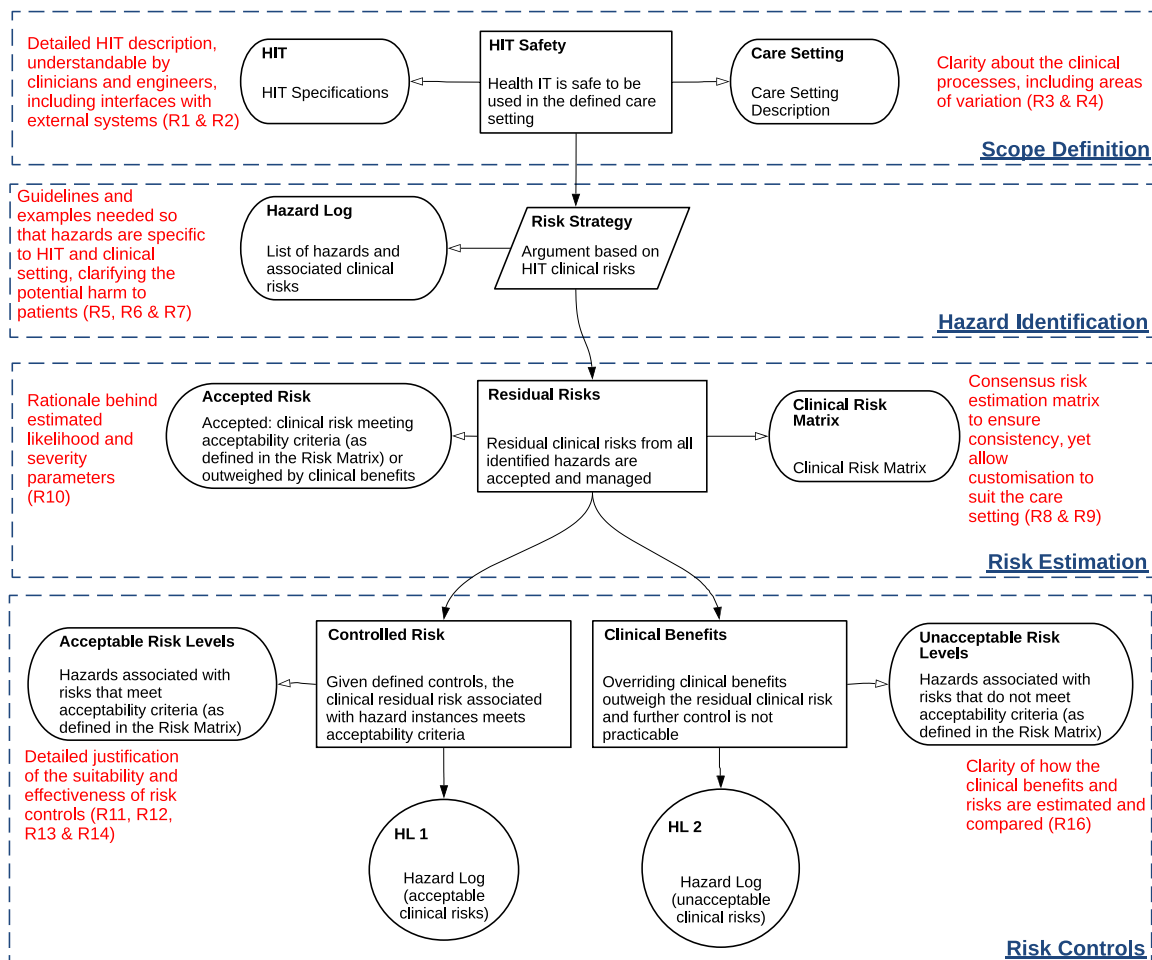 Detailed HIT description,
understandable by
clinicians and engineers,
including interfaces with
external systems (R1 & R2)
HIT
HIT Specifications
HIT Safety
Health IT is safe to be
used in the defined care
setting
Care Setting
Care Setting
Description
Clarity about the clinical
processes, including areas
of variation (R3 & R4)
Scope Definition
Guidelines and
examples needed so
that hazards are specific
to HIT and clinical
setting, clarifying the
potential harm to
patients (R5, R6 & R7)
Hazard Log
List of hazards and
associated clinical
risks
Risk Strategy
Argument based on
HIT clinical risks
Hazard Identification
Rationale behind
estimated
likelihood and
severity
parameters
(R10)
Accepted Risk
Accepted: clinical risk meeting
acceptability criteria (as
defined in the Risk Matrix) or
outweighed by clinical benefits
Residual Risks
Residual clinical risks from all
identified hazards are
accepted and managed
Clinical Risk
Matrix
Clinical Risk Matrix
Consensus risk
estimation matrix
to ensure
consistency, yet
allow
customisation to
suit the care
setting (R8 & R9)
Risk Estimation
Acceptable Risk Levels
Hazards associated with
risks that meet
acceptability criteria (as
defined in the Risk Matrix)
Controlled Risk
Given defined controls, the
clinical residual risk associated
with hazard instances meets
acceptability criteria
Clinical Benefits
Overriding clinical benefits
outweigh the residual clinical risk
and further control is not
practicable
Unacceptable Risk
Levels
Hazards associated with
risks that do not meet
acceptability criteria (as
defined in the Risk Matrix)
Detailed justification
of the suitability and
effectiveness of risk
controls (R11, R12,
R13 & R14)
HL 1
Hazard Log
(acceptable
clinical risks)
HL 2
Hazard Log
(unacceptable
clinical risks)
Clarity of how the
clinical benefits and
risks are estimated and
compared (R16)
Risk Controls